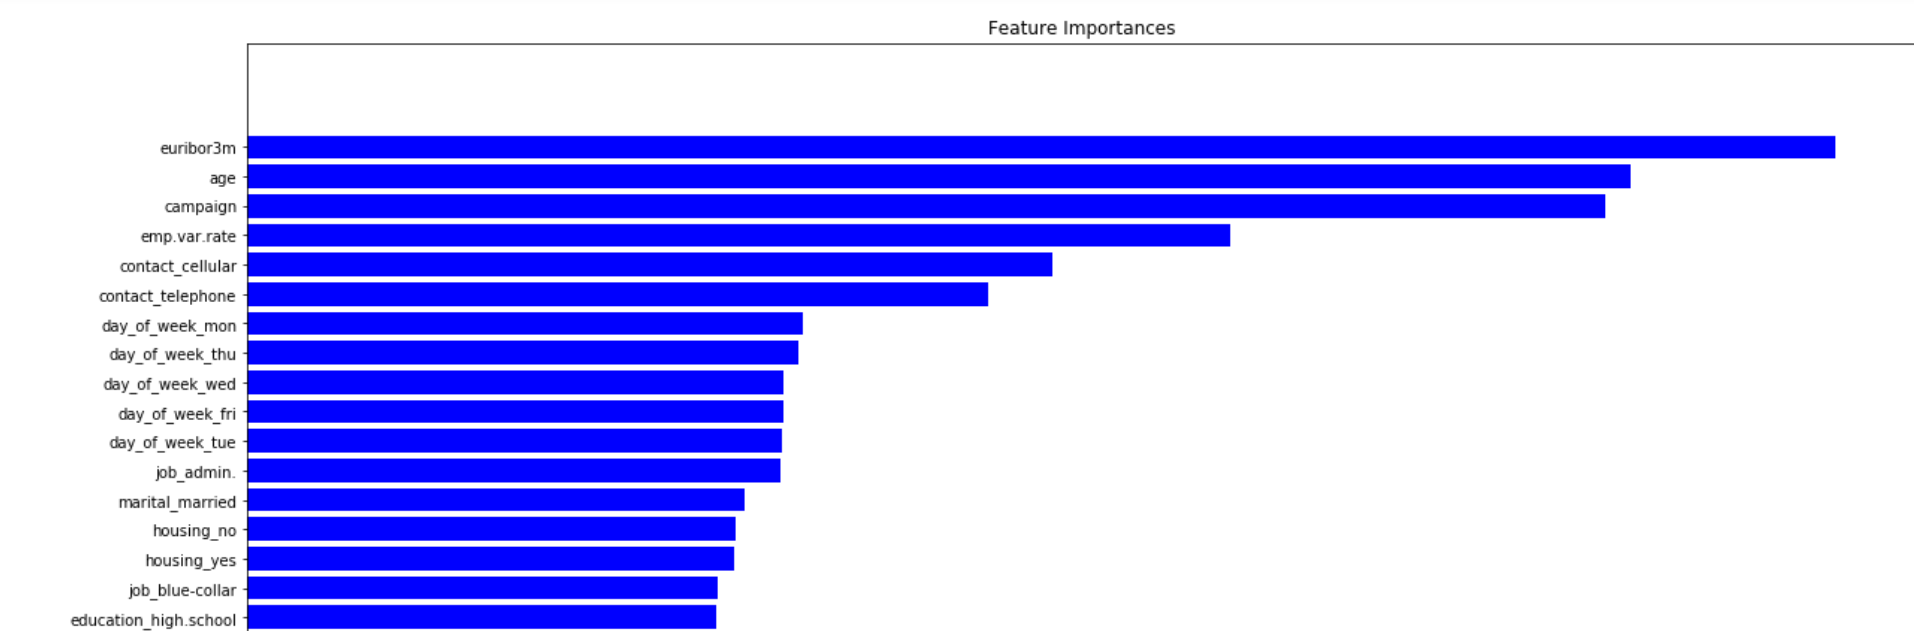 Feature Importances
euribor3m
age
campaign
emp.var.rate
contact_cellular
contact_telephone
day_of_week_mon
day_of_week_thu
day_of_week_wed
day_of_week_fri
day_of_week_tue
job_admin.
marital_married
housing_no
housing_yes
job_blue-collar
education_high.school